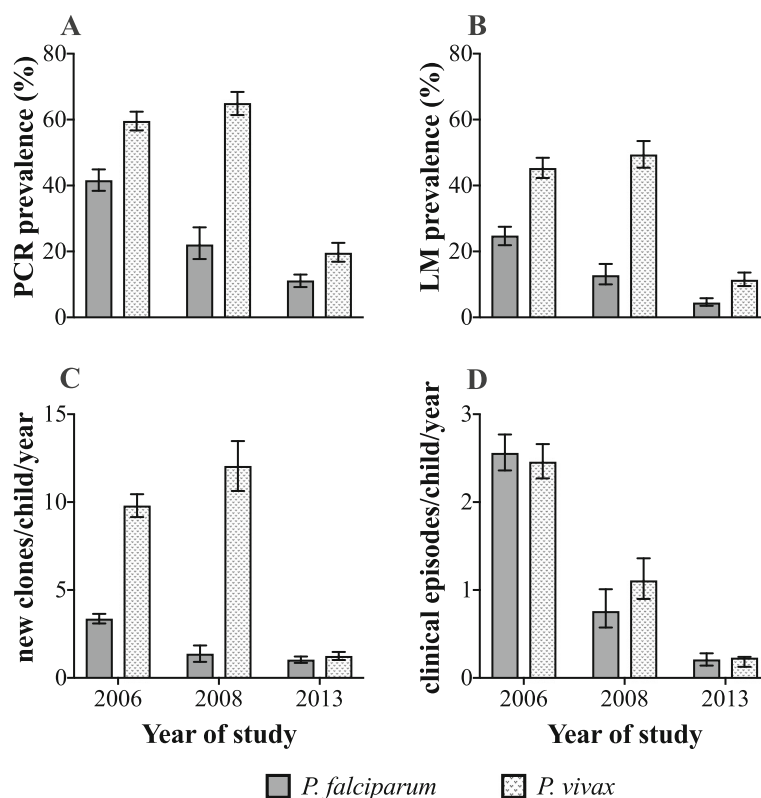 A
PCR prevalence (%)
80
60
40
20
0
B
LM prevalence (%)
80
60
40
20
0
C
new clones/child/year
15
10
5
0
2006 2008 2013
Year of study
D
clinical episodes/child/year
3
2
1
0
2006 2008 2013
Year of study
P. falciparum P. vivax